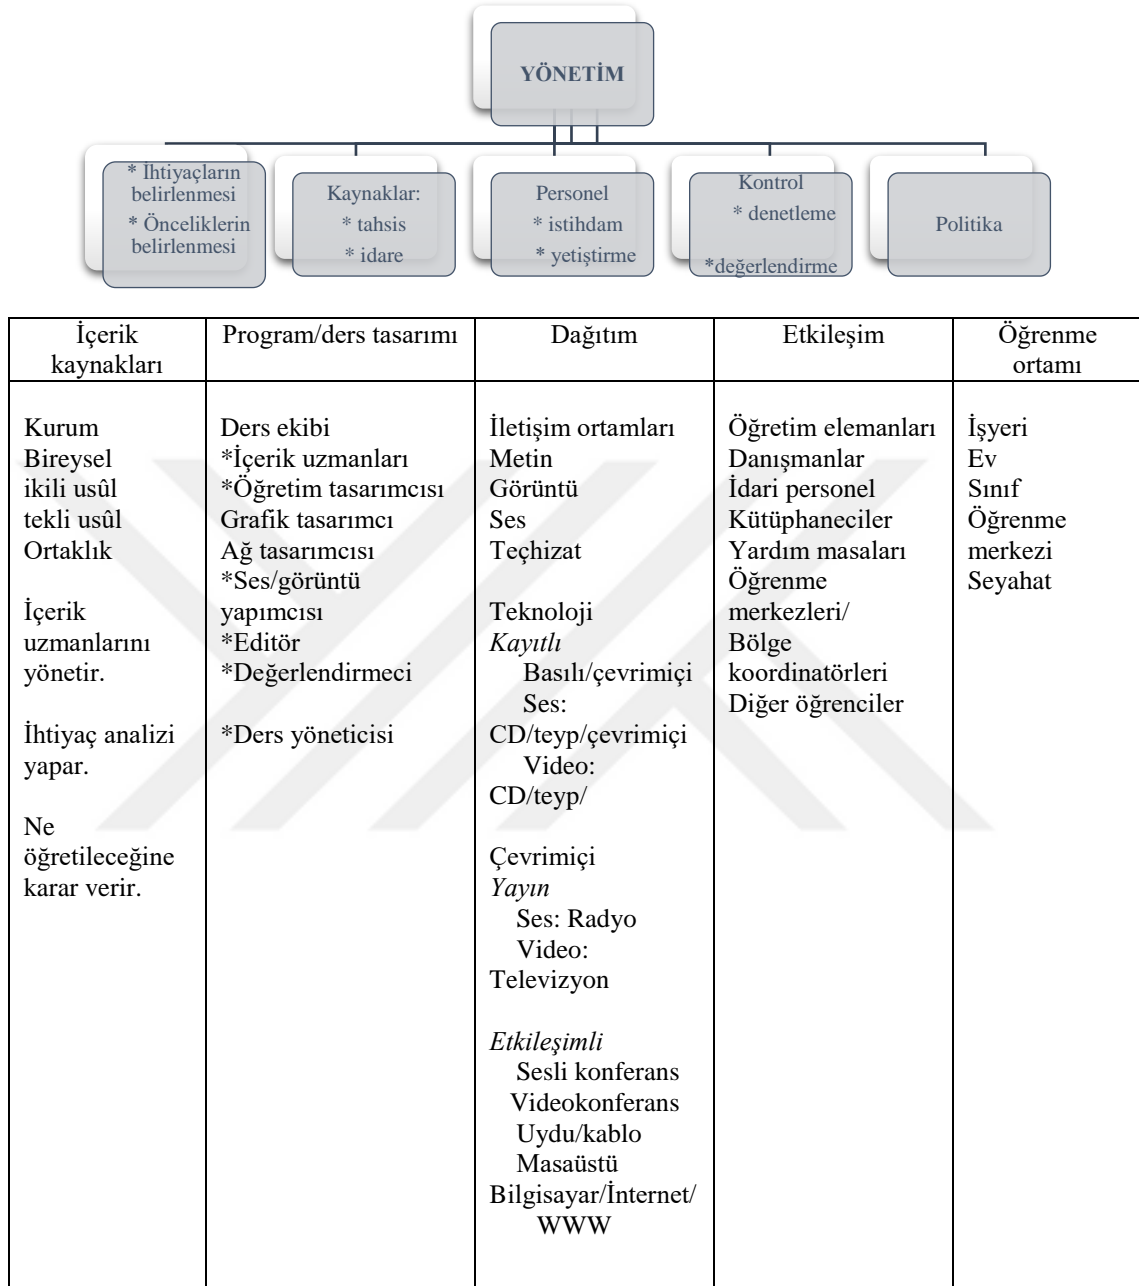 YÖNETİM
* İhtiyaçların
belirlenmesi
* Önceliklerin
belirlenmesi
Kaynaklar:
* tahsis
* idare
Personel
* istihdam
* yetiştirme
Kontrol
* denetleme
*değerlendirme
Politika
İçerik
kaynakları
Program/ders tasarımı
Dağıtım
Etkileşim
Öğrenme
ortamı
Kurum
Bireysel
ikili usûl
tekli usûl
Ortaklık
İçerik
uzmanlarını
yönetir.
İhtiyaç analizi
yapar.
Ne
öğretileceğine
karar verir.
Ders ekibi
*İçerik uzmanları
*Öğretim tasarımcısı
Grafik tasarımcı
Ağ tasarımcısı
*Ses/görüntü
yapımcısı
*Editör
*Değerlendirmeci
*Ders yöneticisi
İletişim ortamları
Metin
Görüntü
Ses
Teçhizat
Teknoloji
Kayıtlı
Basılı/çevrimiçi
Ses:
CD/teyp/çevrimiçi
Video:
CD/teyp/
Çevrimiçi
Yayın
Ses: Radyo
Video:
Televizyon
Etkileşimli
Sesli konferans
Videokonferans
Uydu/kablo
Masaüstü
Bilgisayar/İnternet/
WWW
Öğretim elemanları
Danışmanlar
İdari personel
Kütüphaneciler
Yardım masaları
Öğrenme
merkezleri/
Bölge
koordinatörleri
Diğer öğrenciler
İşyeri
Ev
Sınıf
Öğrenme
merkezi
Seyahat